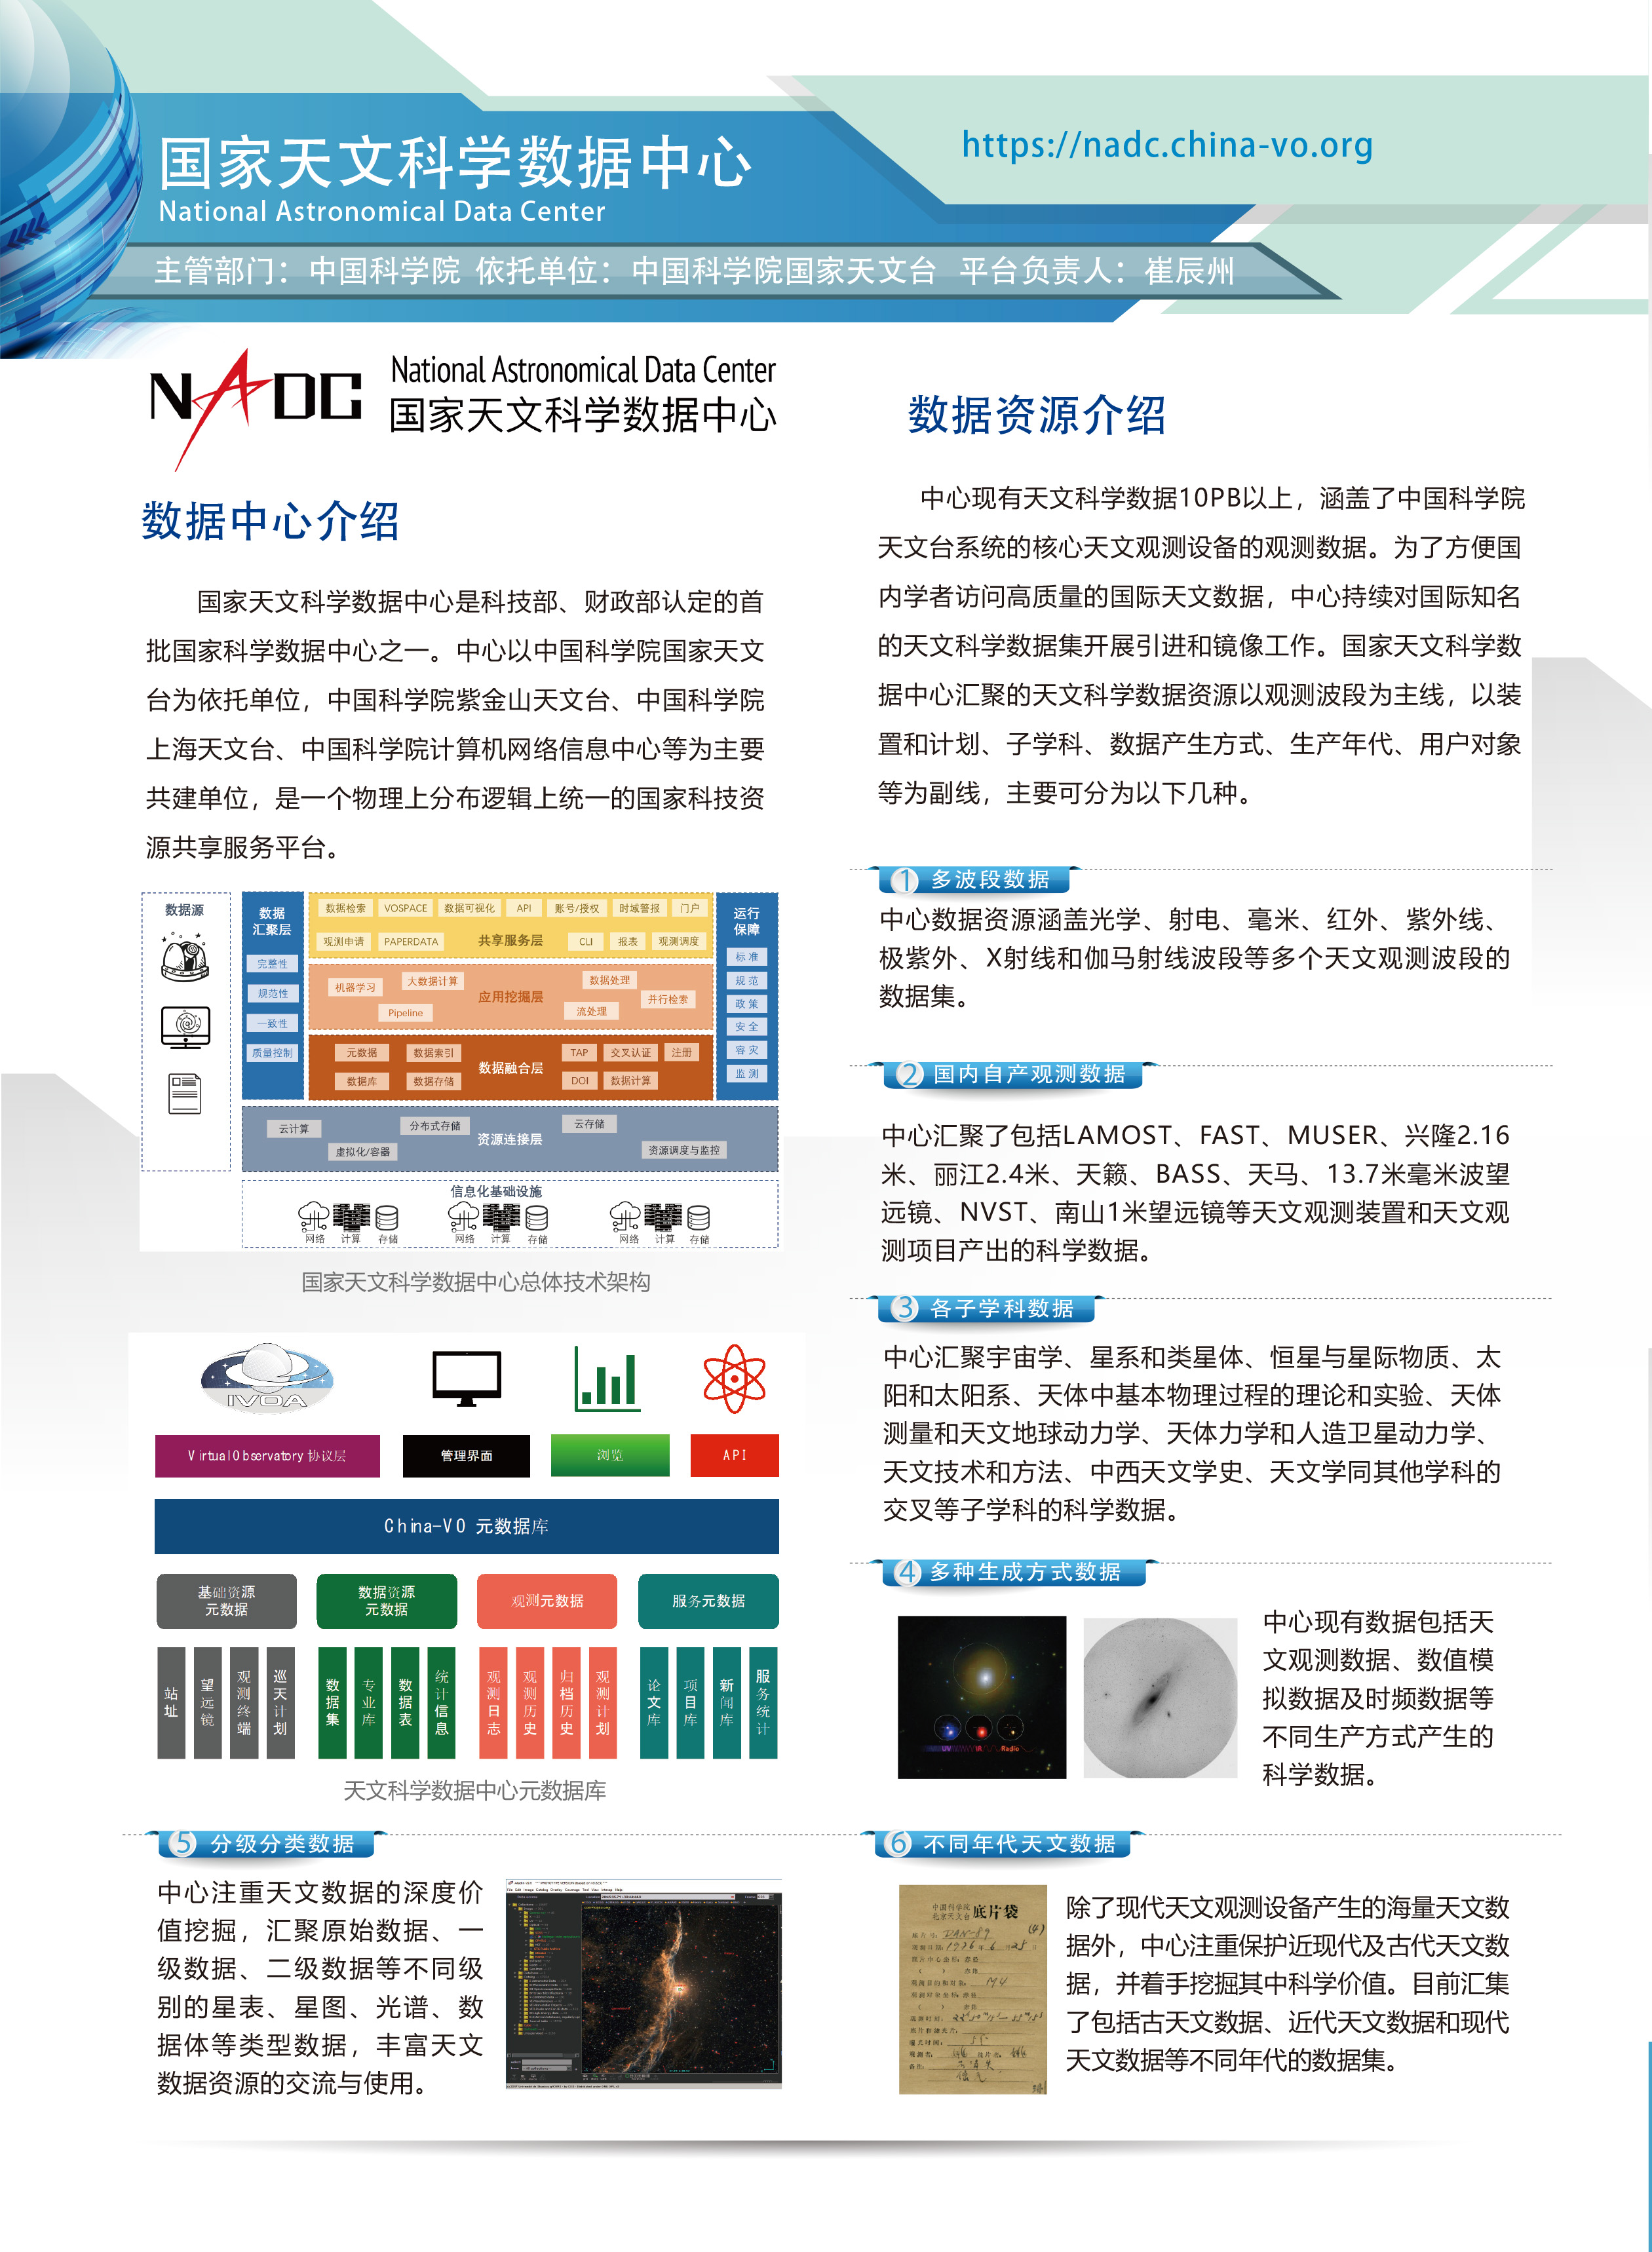 国家天文科学数据中心
National Astronomical Data Center
https://nadc.china-vo.org
主管部门：中国科学院 依托单位：中国科学院国家天文台 平台负责人：崔辰州
NADC
National Astronomical Data Center
国家天文科学数据中心
数据中心介绍
国家天文科学数据中心是科技部、财政部认定的首
批国家科学数据中心之一。中心以中国科学院国家天文
台为依托单位，中国科学院紫金山天文台、中国科学院
上海天文台、中国科学院计算机网络信息中心等为主要
共建单位，是一个物理上分布逻辑上统一的国家科技资
源共享服务平台。
数据源
数据
汇聚层
完整性
规范性
一致性
质量控制
数据检索 VOSPACE 数据可视化 API 账号/授权 时域警报 门户
观测申请 PAPERDATA 共享服务层 CLI 报表 观测调度
机器学习 大数据计算 应用挖掘层 数据处理 并行检索
Pipeline 流处理
元数据 数据索引 数据融合层 TAP 交叉认证 注册
数据库 数据存储 DOI 数据计算
运行
保障
标准
规范
政策
安全
容灾
监测
云计算 分布式存储 资源连接层 云存储
虚拟化/容器 资源调度与监控
信息化基础设施
网络 计算 存储 网络 计算 存储 网络 计算 存储
国家天文科学数据中心总体技术架构
IVOA
VirtualObservatory 协议层 管理界面 浏览 API
China-VO 元数据库
基础资源
元数据
数据资源
元数据
观测元数据
服务元数据
站址
望远镜
观测终端
巡天计划
数据集
专业库
数据表
统计信息
观测日志
观测历史
归档历史
观测计划
论文库
项目库
新闻库
服务统计
天文科学数据中心元数据库
数据资源介绍
中心现有天文科学数据10PB以上，涵盖了中国科学院
天文台系统的核心天文观测设备的观测数据。为了方便国
内学者访问高质量的国际天文数据，中心持续对国际知名
的天文科学数据集开展引进和镜像工作。国家天文科学数
据中心汇聚的天文科学数据资源以观测波段为主线，以装
置和计划、子学科、数据产生方式、生产年代、用户对象
等为副线，主要可分为以下几种。
1 多波段数据
中心数据资源涵盖光学、射电、毫米、红外、紫外线、
极紫外、X射线和伽马射线波段等多个天文观测波段的
数据集。
2 国内自产观测数据
中心汇聚了包括LAMOST、FAST、MUSER、兴隆2.16
米、丽江2.4米、天籁、BASS、天马、13.7米毫米波望
远镜、NVST、南山1米望远镜等天文观测装置和天文观
测项目产出的科学数据。
3 各子学科数据
中心汇聚宇宙学、星系和类星体、恒星与星际物质、太
阳和太阳系、天体中基本物理过程的理论和实验、天体
测量和天文地球动力学、天体力学和人造卫星动力学、
天文技术和方法、中西天文学史、天文学同其他学科的
交叉等子学科的科学数据。
4 多种生成方式数据
UV IR Radio
中心现有数据包括天
文观测数据、数值模
拟数据及时频数据等
不同生产方式产生的
科学数据。
5 分级分类数据
中心注重天文数据的深度价
值挖掘，汇聚原始数据、一
级数据、二级数据等不同级
别的星表、星图、光谱、数
据体等类型数据，丰富天文
数据资源的交流与使用。
6 不同年代天文数据
中国科学院
北京天文台 底片袋
除了现代天文观测设备产生的海量天文数
据外，中心注重保护近现代及古代天文数
据，并着手挖掘其中科学价值。目前汇集
了包括古天文数据、近代天文数据和现代
天文数据等不同年代的数据集。